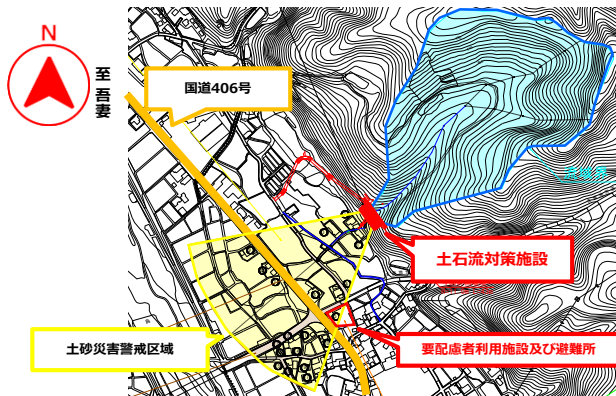 N
至吾妻
国道406号
土石流対策施設
土砂災害警戒区域
要配慮者利用施設及び避難所